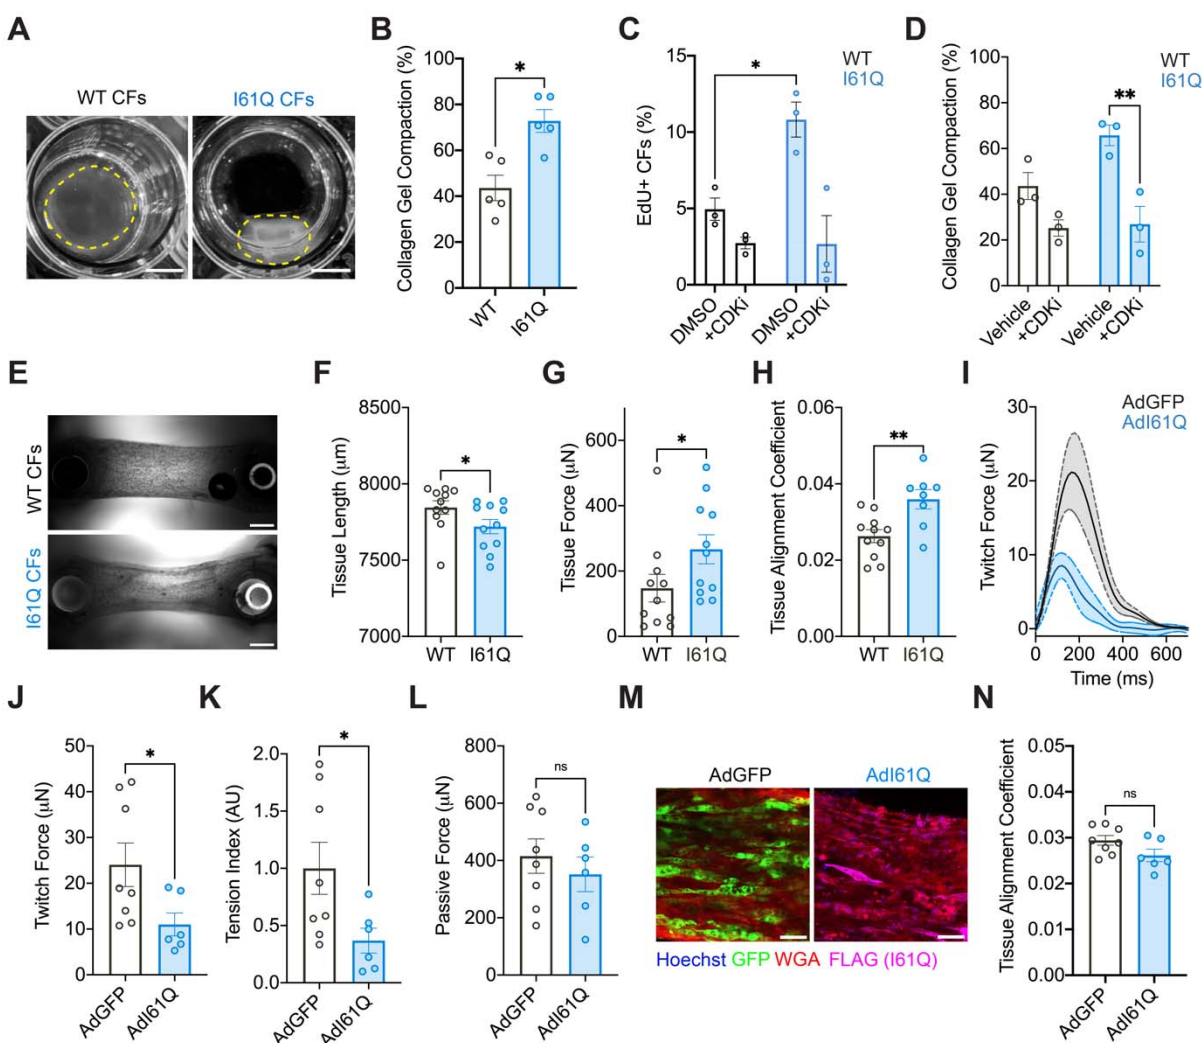 A
WT CFs
I61Q CFs
B
Collagen Gel Compaction (%)
100
80
60
40
20
0
*
WT
I61Q
C
EdU+ CFs (%)
15
10
5
0
*
WT
I61Q
DMSO
+CDKi
DMSO
+CDKi
D
Collagen Gel Compaction (%)
100
80
60
40
20
0
WT
I61Q
**
Vehicle
+CDKi
Vehicle
+CDKi
E
WT CFs
I61Q CFs
F
Tissue Length (μm)
8500
8000
7500
7000
*
WT
I61Q
G
Tissue Force (μN)
600
400
200
0
*
WT
I61Q
H
Tissue Alignment Coefficient
0.06
0.04
0.02
0.00
**
WT
I61Q
I
AdGFP
AdI61Q
Twitch Force (μN)
30
20
10
0
0 200 400 600
Time (ms)
J
Twitch Force (μN)
50
40
30
20
10
0
*
AdGFP
AdI61Q
K
Tension Index (AU)
2.0
1.5
1.0
0.5
0.0
*
AdGFP
AdI61Q
L
Passive Force (μN)
800
600
400
200
0
ns
AdGFP
AdI61Q
M
AdGFP
AdI61Q
Hoechst GFP WGA FLAG (I61Q)
N
Tissue Alignment Coefficient
0.05
0.04
0.03
0.02
0.01
0.00
ns
AdGFP
AdI61Q